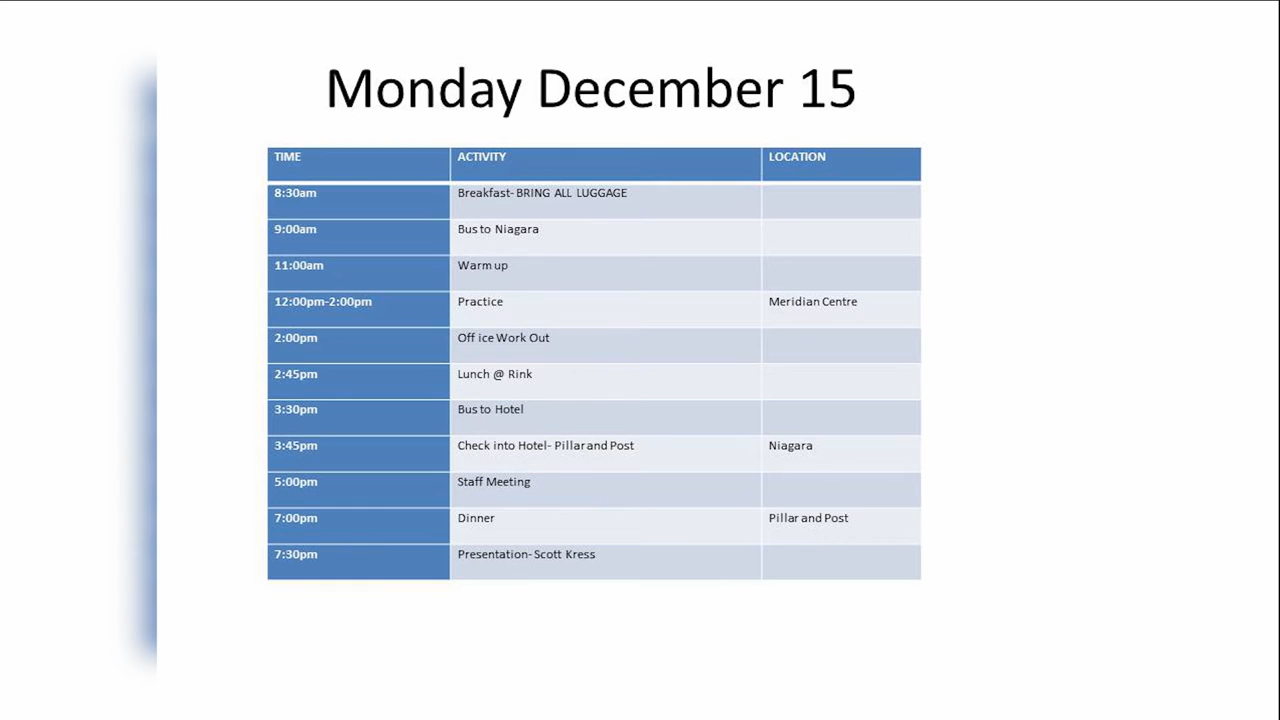 Monday December 15
TIME ACTIVITY LOCATION
8:30am Breakfast- BRING ALL LUGGAGE
9:00am Bus to Niagara
11:00am Warm up
12:00pm-2:00pm Practice Meridian Centre
2:00pm Off ice Work Out
2:45pm Lunch @ Rink
3:30pm Bus to Hotel
3:45pm Check into Hotel- Pillar and Post Niagara
5:00pm Staff Meeting
7:00pm Dinner Pillar and Post
7:30pm Presentation- Scott Kress